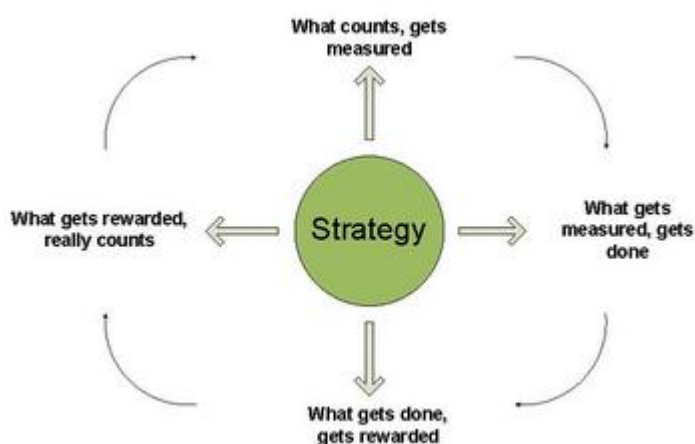 What counts, gets
measured
What gets rewarded,
really counts
Strategy
What gets
measured, gets
done
What gets done,
gets rewarded